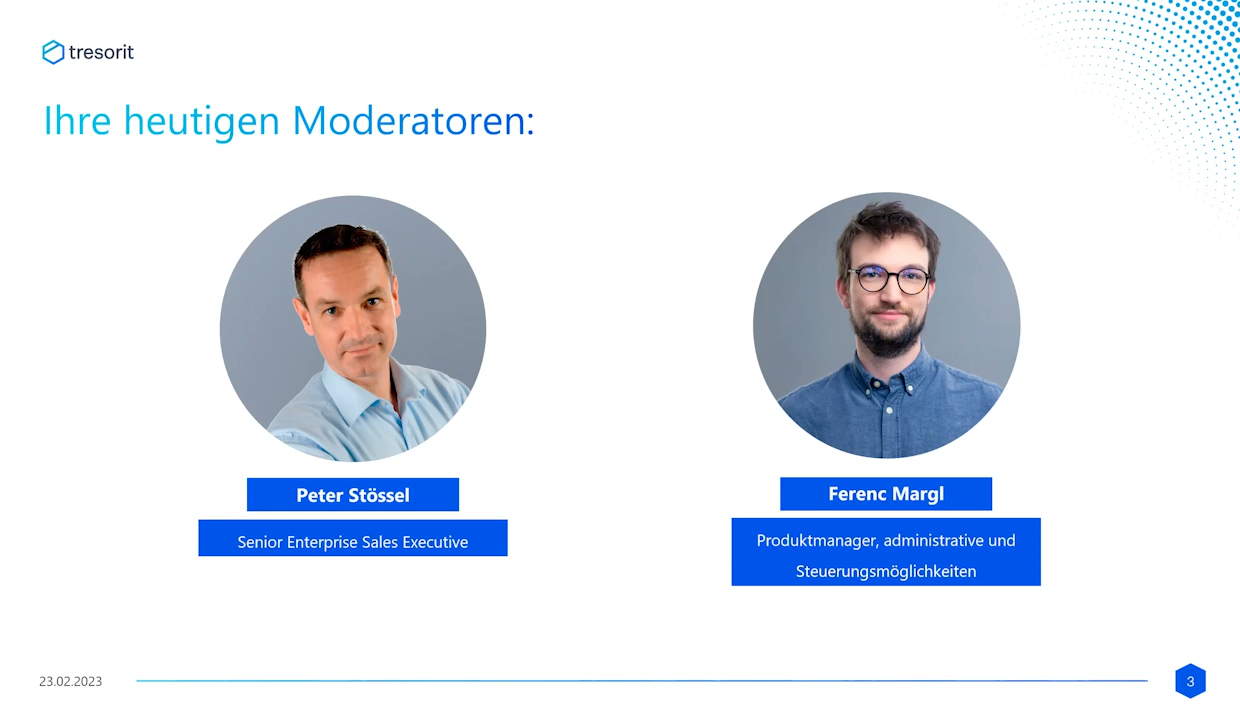 tresorit
Ihre heutigen Moderatoren:
Peter Stössel
Senior Enterprise Sales Executive
Ferenc Margl
Produktmanager, administrative und
Steuerungsmöglichkeiten
23.02.2023
3